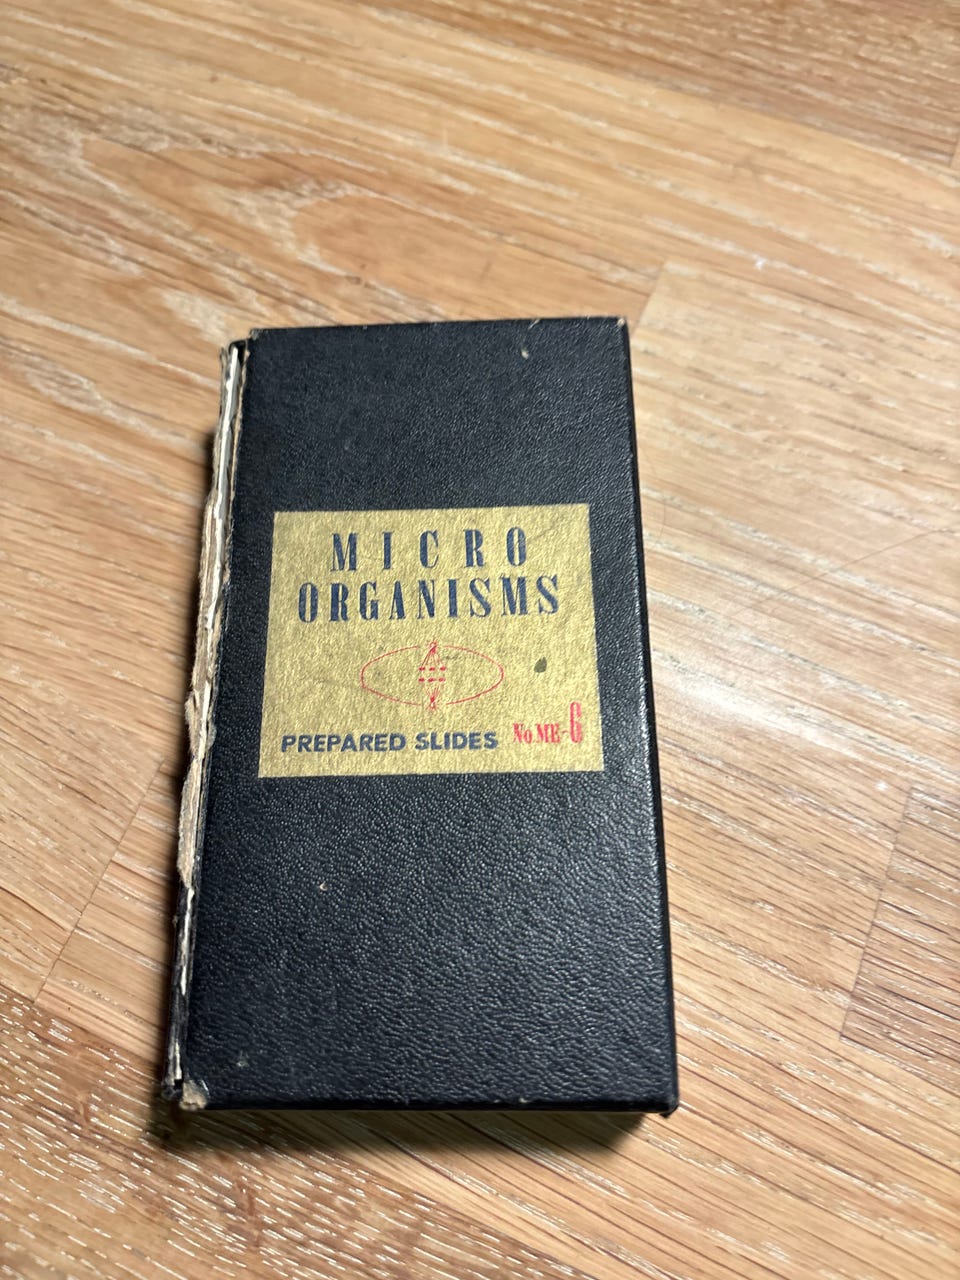 MICRO
ORGANISMS
PREPARED SLIDES No.ME-6